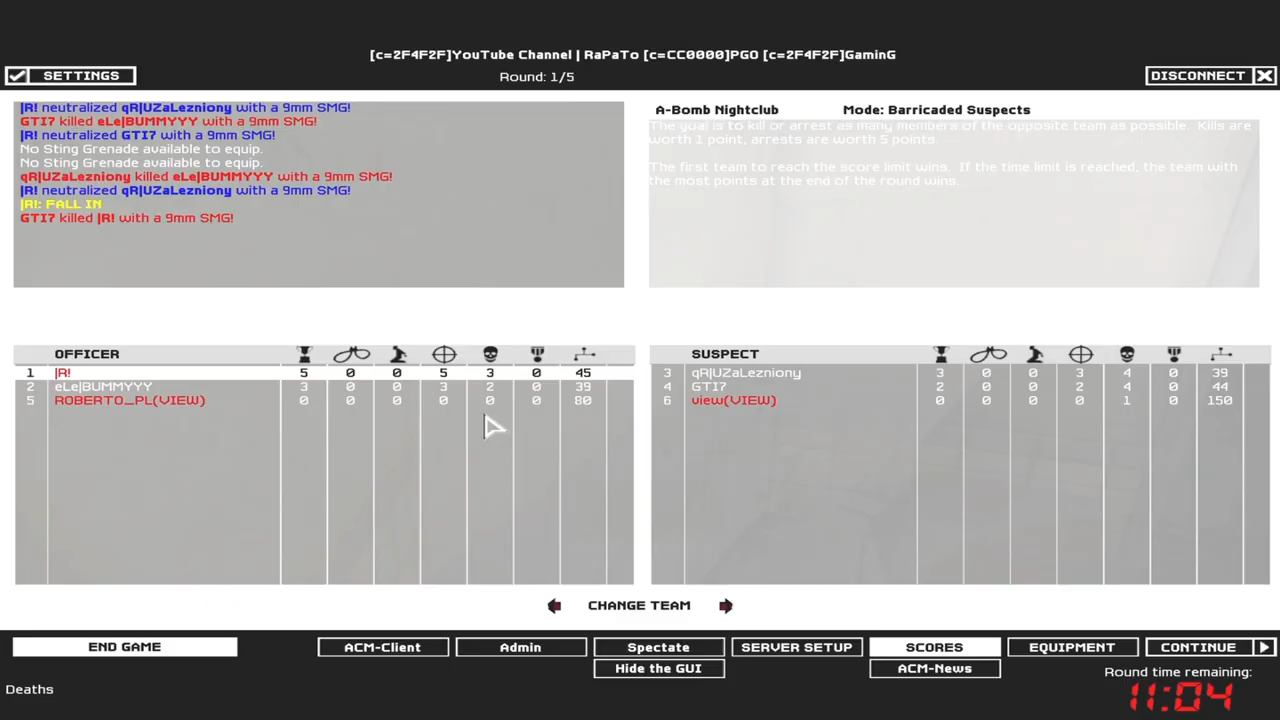 [c=2F4F2F]YouTube Channel | RaPaTo [c=CC0000]PGO [c=2F4F2F]GaminG
SETTINGS
Round: 1/5
DISCONNECT
|R! neutralized qR|UZaLezniony with a 9mm SMG!
GTI7 killed eLe|BUMMYYY with a 9mm SMG!
|R! neutralized GTI7 with a 9mm SMG!
No Sting Grenade available to equip.
No Sting Grenade available to equip.
qR|UZaLezniony killed eLe|BUMMYYY with a 9mm SMG!
|R! neutralized qR|UZaLezniony with a 9mm SMG!
|R!: FALL IN
GTI7 killed |R! with a 9mm SMG!
A-Bomb Nightclub Mode: Barricaded Suspects
The goal is to kill or arrest as many members of the opposite team as possible. Kills are
worth 1 point, arrests are worth 5 points.
The first team to reach the score limit wins. If the time limit is reached, the team with
the most points at the end of the round wins.
OFFICER
1 |R! 5 0 0 5 3 0 45
2 eLe|BUMMYYY 3 0 0 3 2 0 39
5 ROBERTO_PL(VIEW) 0 0 0 0 0 0 80
SUSPECT
3 qR|UZaLezniony 3 0 0 3 4 0 39
4 GTI7 2 0 0 2 4 0 44
6 view(VIEW) 0 0 0 0 1 0 150
CHANGE TEAM
END GAME
ACM-Client
Admin
Spectate
SERVER SETUP
SCORES
EQUIPMENT
CONTINUE
Hide the GUI
ACM-News
Round time remaining:
Deaths
11:04